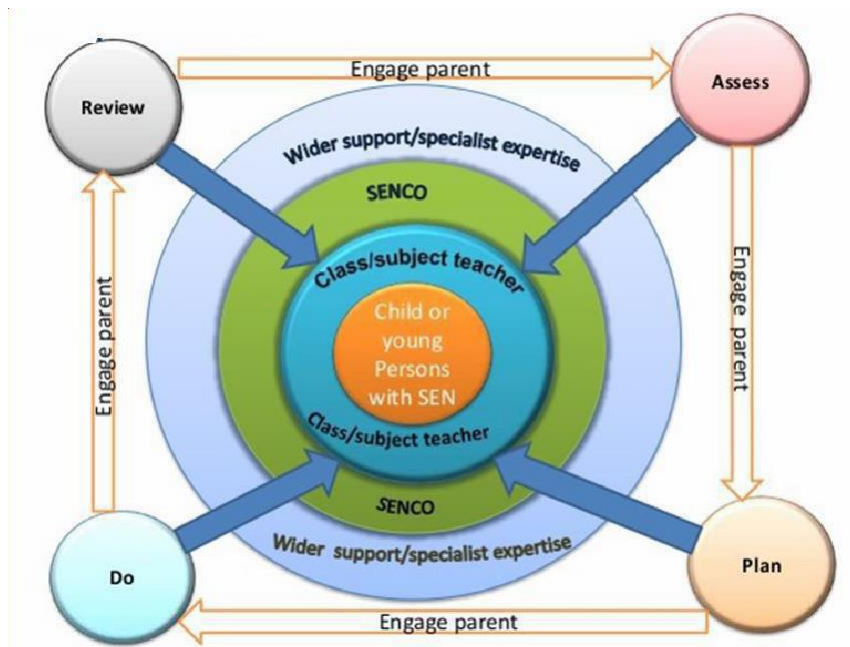 Engage parent
Review
Assess
Wider support/specialist expertise
SENCO
Class/subject teacher
Child or
young
Persons
with SEN
Engage parent
Engage parent
Class/subject teacher
SENCO
Wider support/specialist expertise
Do
Plan
Engage parent